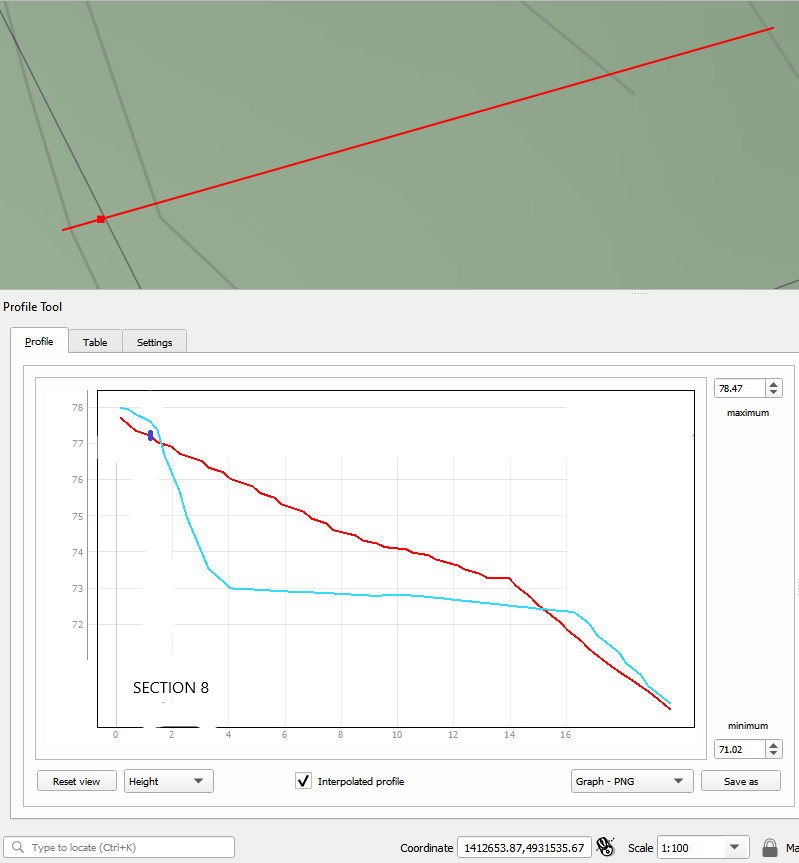 Profile Tool
Profile Table Settings
78.47
maximum
78
77
76
75
74
73
72
SECTION 8
minimum
71.02
0 2 4 6 8 10 12 14 16
Reset view Height Interpolated profile Graph - PNG Save as
Type to locate (Ctrl+K) Coordinate 1412653.87,4931535.67 Scale 1:100 Ma